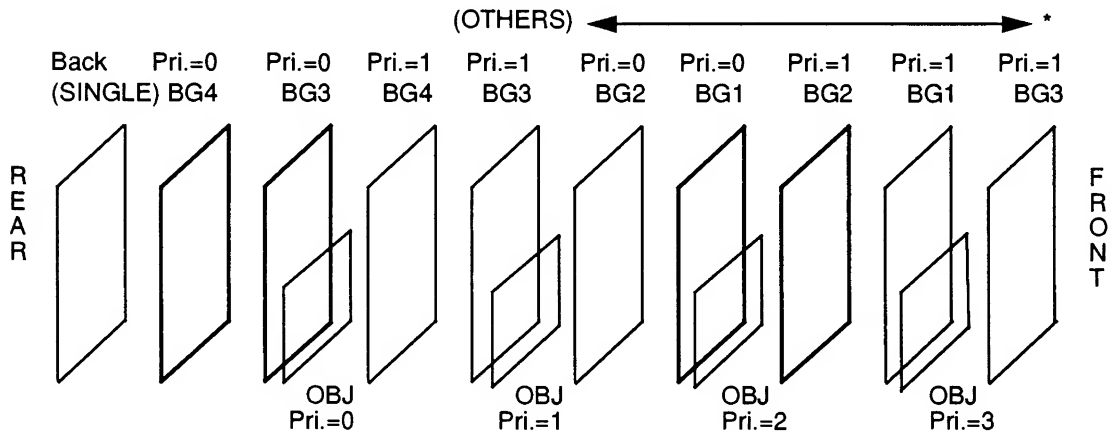 (OTHERS) *
Back Pri.=0 Pri.=0 Pri.=1 Pri.=1 Pri.=0 Pri.=0 Pri.=1 Pri.=1 Pri.=1
(SINGLE) BG4 BG3 BG4 BG3 BG2 BG1 BG2 BG1 BG3
REAR
FRONT
OBJ OBJ OBJ OBJ
Pri.=0 Pri.=1 Pri.=2 Pri.=3